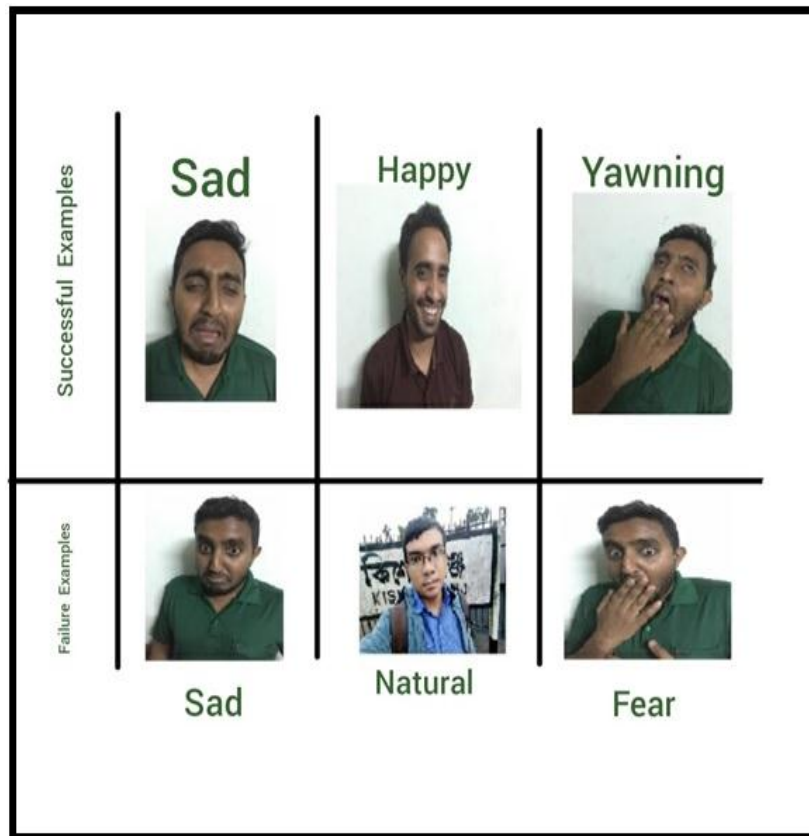 Successful Examples
Sad
Happy
Yawning
Failure Examples
Sad
Natural
Fear